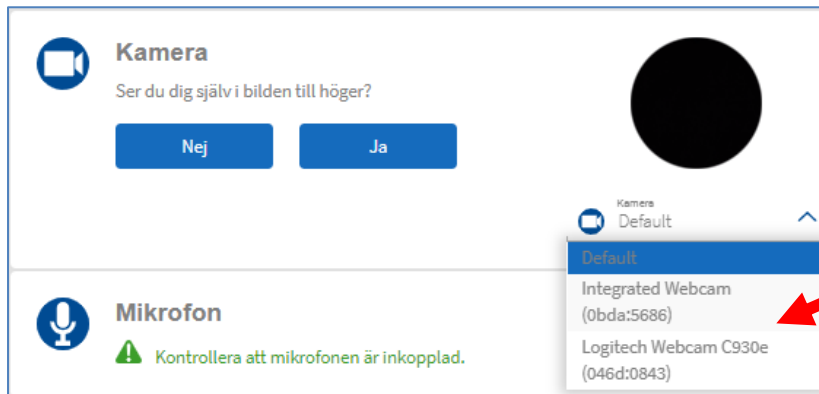 Kamera
Ser du dig själv i bilden till höger?
Nej
Ja
Kamera
Default
Default
Integrated Webcam
(0bda:5686)
Logitech Webcam C930e
(046d:0843)
Mikrofon
Kontrollera att mikrofonen är inkopplad.